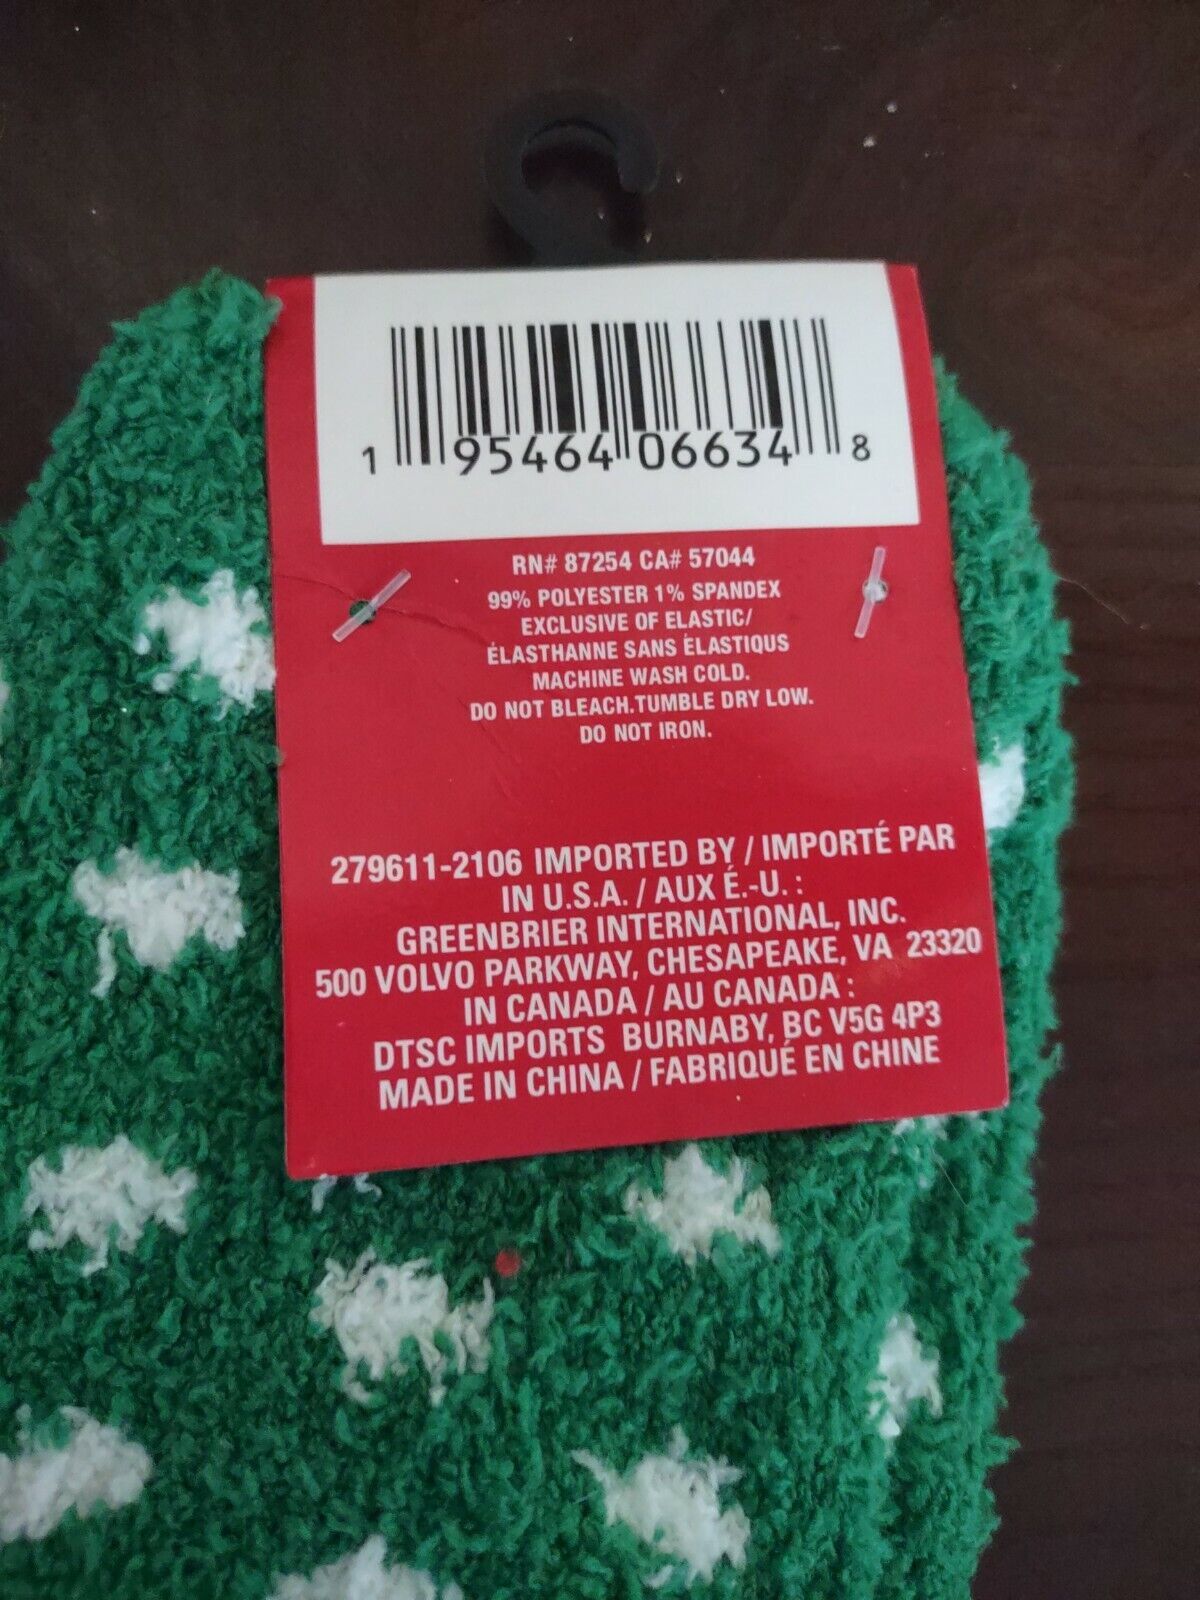 1 95464 06634 8
RN# 87254 CA# 57044
99% POLYESTER 1% SPANDEX
EXCLUSIVE OF ELASTIC/
ÉLASTHANNE SANS ÉLASTIQUS
MACHINE WASH COLD.
DO NOT BLEACH.TUMBLE DRY LOW.
DO NOT IRON.
279611-2106 IMPORTED BY / IMPORTÉ PAR
IN U.S.A. / AUX É.-U. :
GREENBRIER INTERNATIONAL, INC.
500 VOLVO PARKWAY, CHESAPEAKE, VA 23320
IN CANADA / AU CANADA :
DTSC IMPORTS BURNABY, BC V5G 4P3
MADE IN CHINA / FABRIQUÉ EN CHINE